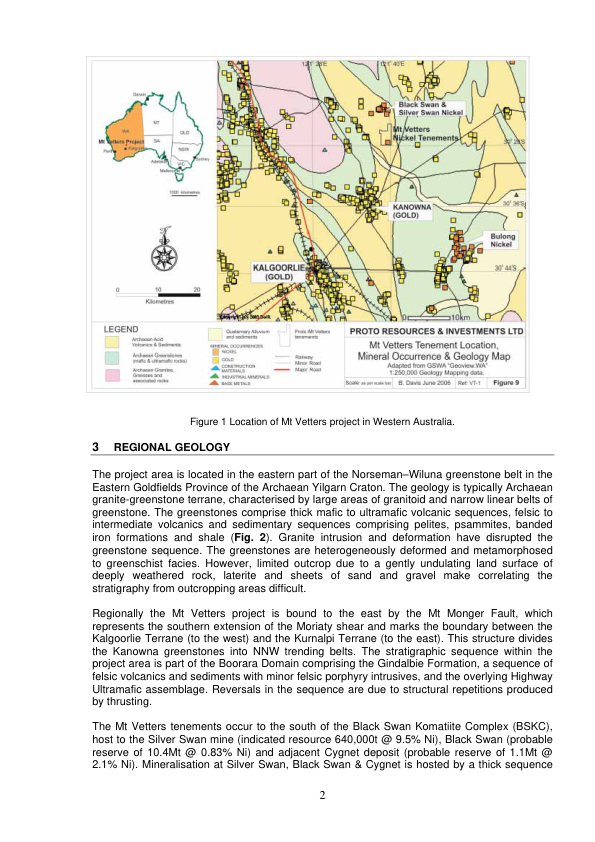 121° 28'E
121° 40'E
Darwin
Black Swan &
Silver Swan Nickel
NT
QLD
WA
Mt Vetters
Nickel Tenements
Mt Vetters Project
SA
30° 28'S
NSW
Perth
Sydney
Adelaide
VIC
Melbourne
1000 kilometres
KANOWNA
(GOLD)
30° 36'S
Bulong
Nickel
KALGOORLIE
(GOLD)
30° 44'S
0 10 20
Kilometres
0 10km
LEGEND
Archaean Acid
Volcanics & Sediments
Archaean Greenstones
(mafic & ultramafic rocks)
Archaean Granites,
Gneisses and
associated rocks
Quaternary Alluvium
and sediments
Proto Mt Vetters
tenements
MINERAL OCCURRENCES
NICKEL
GOLD
CONSTRUCTION
MATERIALS
INDUSTRIAL MINERALS
BASE METALS
Railway
Minor Road
Major Road
PROTO RESOURCES & INVESTMENTS LTD
Mt Vetters Tenement Location,
Mineral Occurrence & Geology Map
Adapted from GSWA "Geoview.WA"
1:250,000 Geology Mapping data.
Scale: as per scale bar B. Davis June 2006 Ref: VT-1 Figure 9
Figure 1 Location of Mt Vetters project in Western Australia.
3 REGIONAL GEOLOGY
The project area is located in the eastern part of the Norseman–Wiluna greenstone belt in the
Eastern Goldfields Province of the Archaean Yilgarn Craton. The geology is typically Archaean
granite-greenstone terrane, characterised by large areas of granitoid and narrow linear belts of
greenstone. The greenstones comprise thick mafic to ultramafic volcanic sequences, felsic to
intermediate volcanics and sedimentary sequences comprising pelites, psammites, banded
iron formations and shale (Fig. 2). Granite intrusion and deformation have disrupted the
greenstone sequence. The greenstones are heterogeneously deformed and metamorphosed
to greenschist facies. However, limited outcrop due to a gently undulating land surface of
deeply weathered rock, laterite and sheets of sand and gravel make correlating the
stratigraphy from outcropping areas difficult.
Regionally the Mt Vetters project is bound to the east by the Mt Monger Fault, which
represents the southern extension of the Moriaty shear and marks the boundary between the
Kalgoorlie Terrane (to the west) and the Kurnalpi Terrane (to the east). This structure divides
the Kanowna greenstones into NNW trending belts. The stratigraphic sequence within the
project area is part of the Boorara Domain comprising the Gindalbie Formation, a sequence of
felsic volcanics and sediments with minor felsic porphyry intrusives, and the overlying Highway
Ultramafic assemblage. Reversals in the sequence are due to structural repetitions produced
by thrusting.
The Mt Vetters tenements occur to the south of the Black Swan Komatiite Complex (BSKC),
host to the Silver Swan mine (indicated resource 640,000t @ 9.5% Ni), Black Swan (probable
reserve of 10.4Mt @ 0.83% Ni) and adjacent Cygnet deposit (probable reserve of 1.1Mt @
2.1% Ni). Mineralisation at Silver Swan, Black Swan & Cygnet is hosted by a thick sequence
2